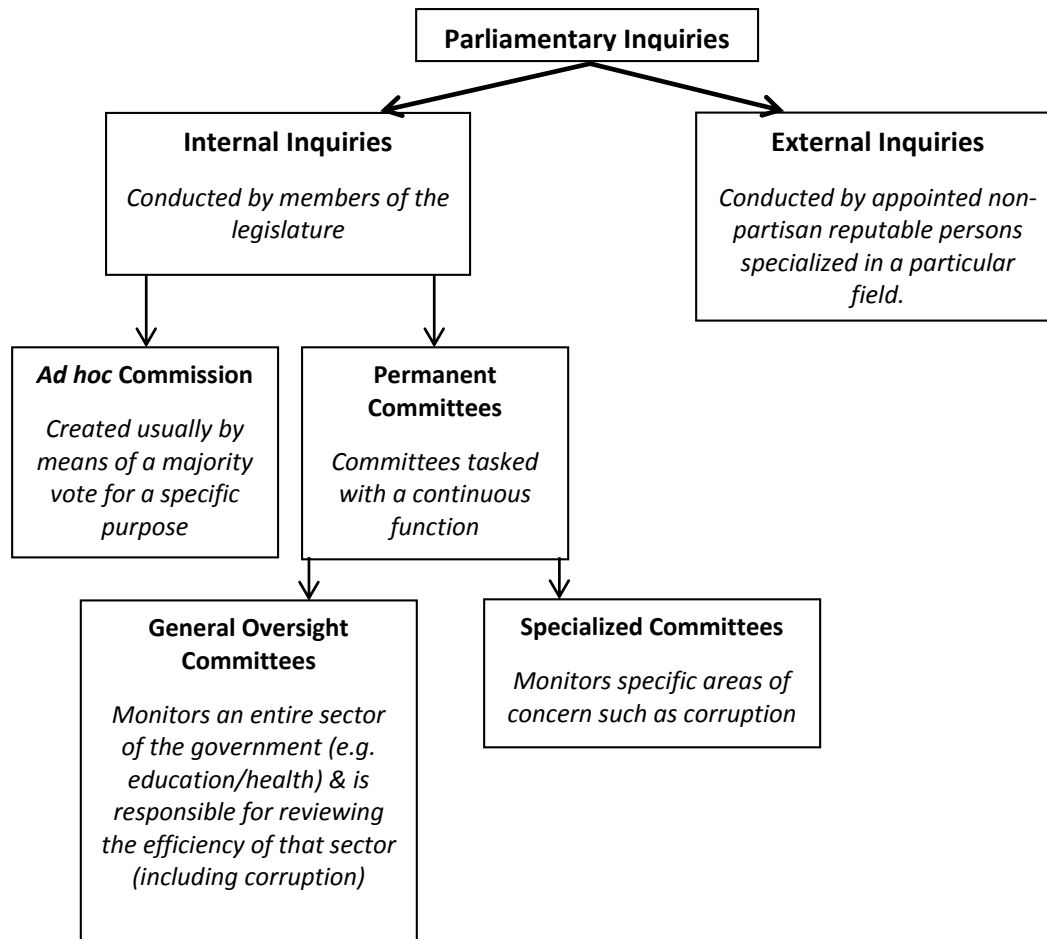 Parliamentary Inquiries
Internal Inquiries
Conducted by members of the
legislature
External Inquiries
Conducted by appointed non-
partisan reputable persons
specialized in a particular
field.
Ad hoc Commission
Created usually by
means of a majority
vote for a specific
purpose
Permanent
Committees
Committees tasked
with a continuous
function
General Oversight
Committees
Monitors an entire sector
of the government (e.g.
education/health) & is
responsible for reviewing
the efficiency of that sector
(including corruption)
Specialized Committees
Monitors specific areas of
concern such as corruption